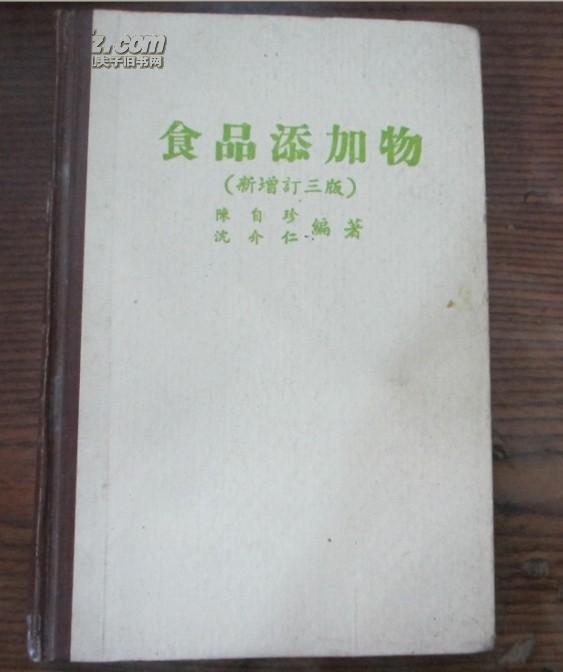 z.com
夫子旧书网
食品添加物
(新增訂三版)
陳自珍
沈介仁 編著